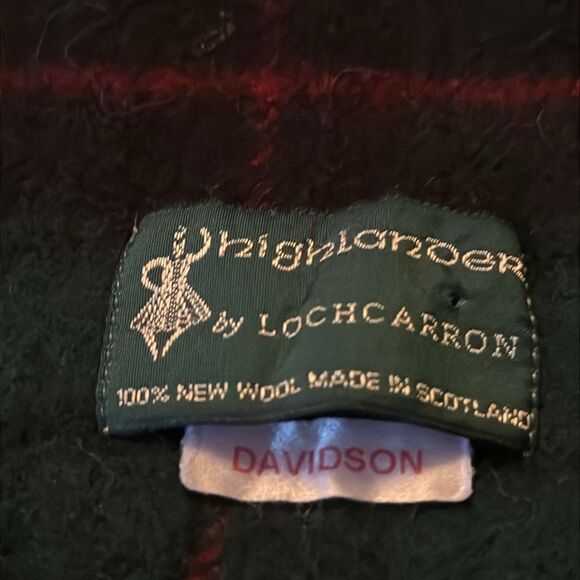 highlander
by LOCHCARRON
100% NEW WOOL MADE IN SCOTLAND
DAVIDSON